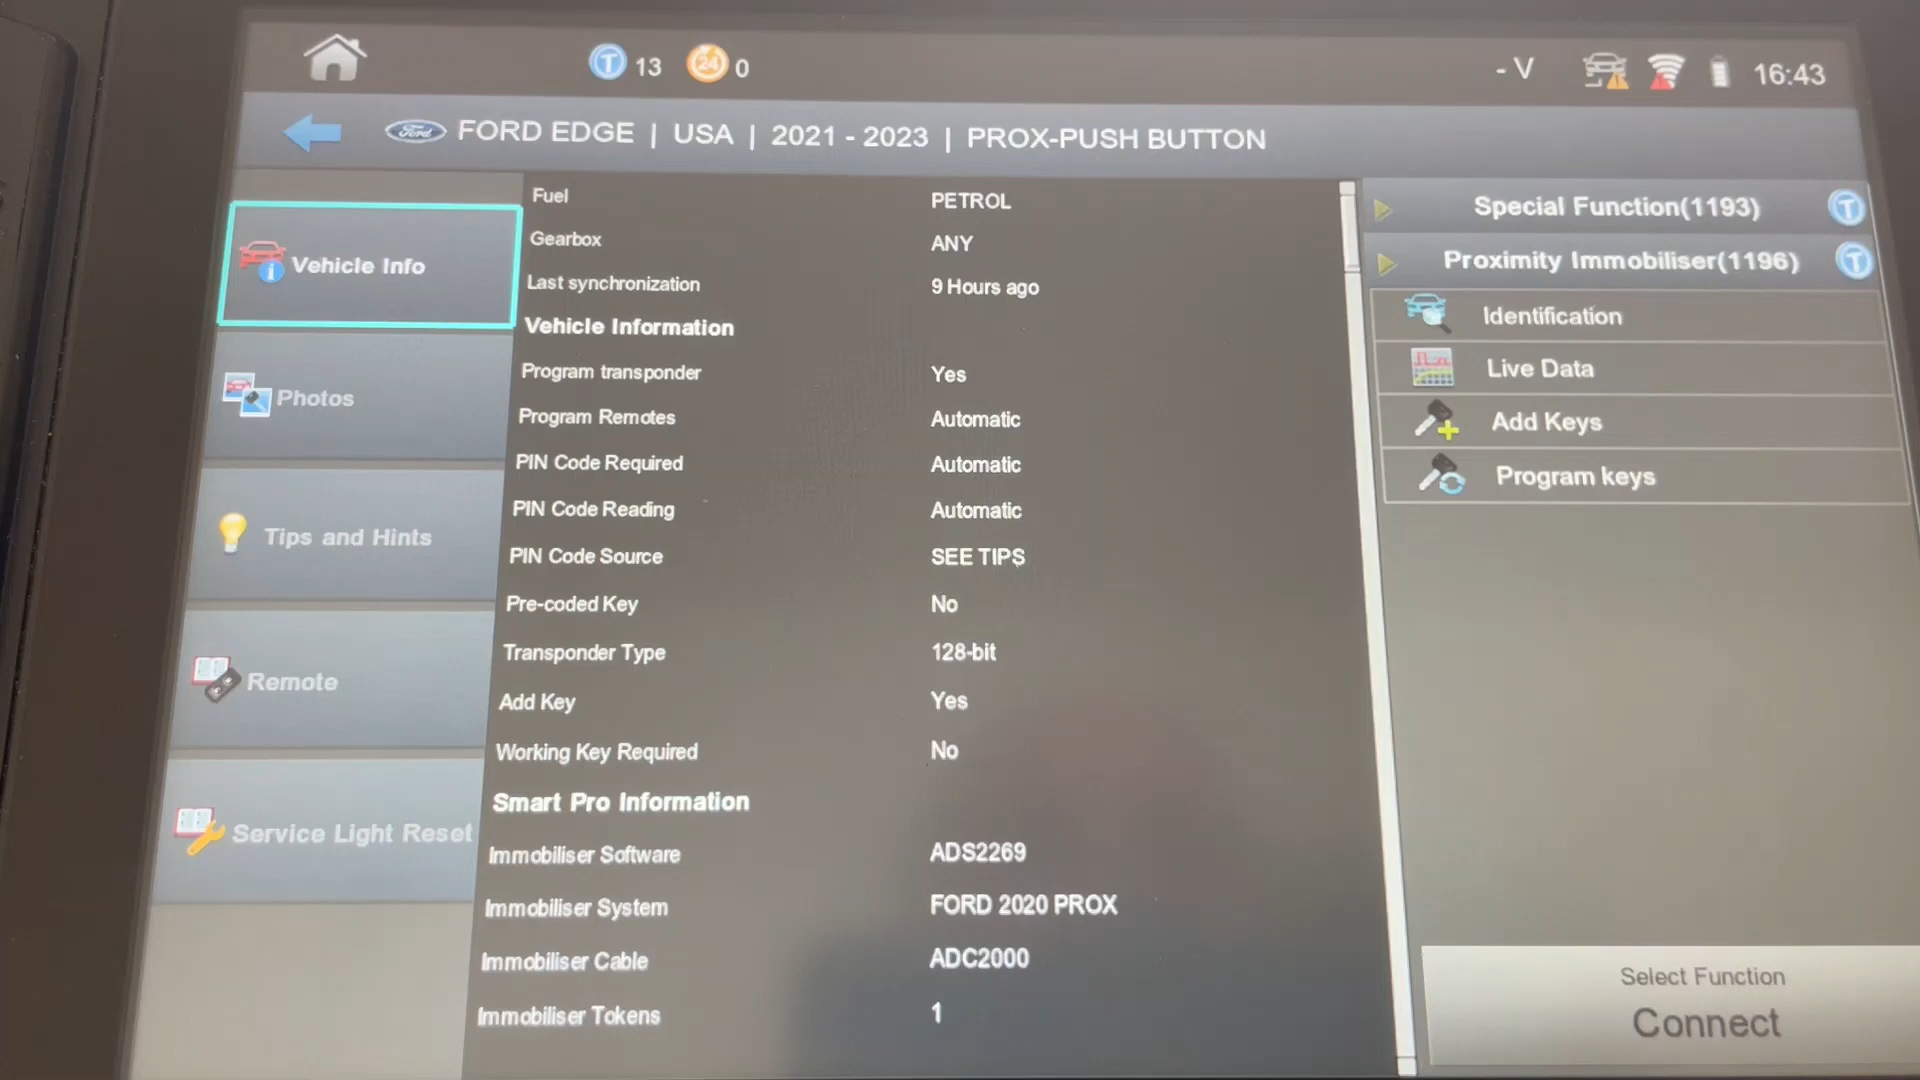 T 13 24 0 - V 16:43
Ford FORD EDGE | USA | 2021 - 2023 | PROX-PUSH BUTTON
Vehicle Info
Photos
Tips and Hints
Remote
Service Light Reset
Fuel PETROL
Gearbox ANY
Last synchronization 9 Hours ago
Vehicle Information
Program transponder Yes
Program Remotes Automatic
PIN Code Required Automatic
PIN Code Reading Automatic
PIN Code Source SEE TIPS
Pre-coded Key No
Transponder Type 128-bit
Add Key Yes
Working Key Required No
Smart Pro Information
Immobiliser Software ADS2269
Immobiliser System FORD 2020 PROX
Immobiliser Cable ADC2000
Immobiliser Tokens 1
Special Function(1193) T
Proximity Immobiliser(1196) T
Identification
Live Data
Add Keys
Program keys
Select Function
Connect